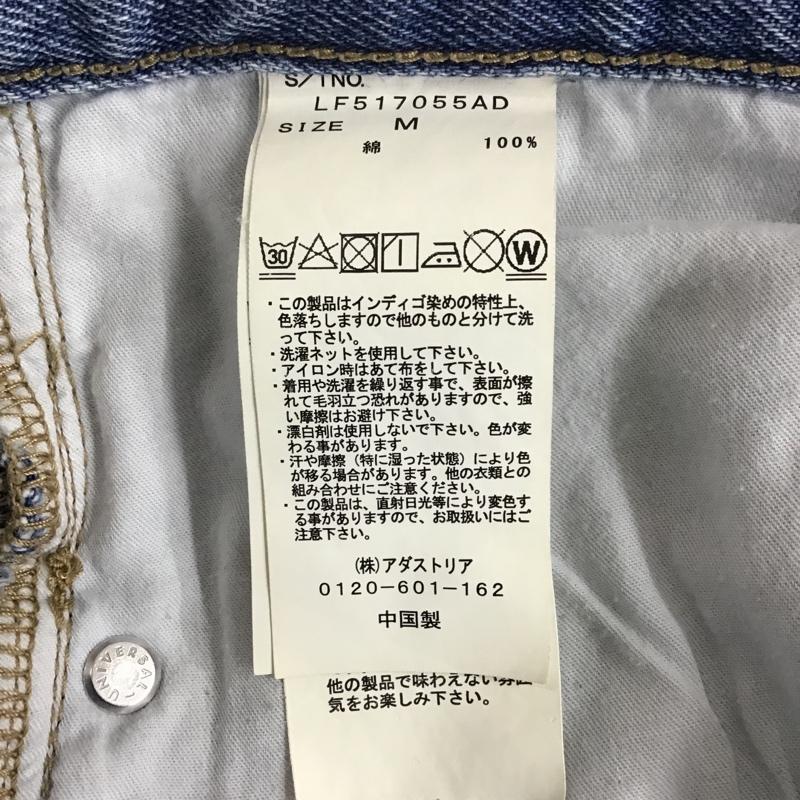 S/TNO.
LF517055AD
SIZE M
綿 100%
30
W
・この製品はインディゴ染めの特性上、
色落ちしますので他のものと分けて洗
って下さい。
・洗濯ネットを使用して下さい。
・アイロン時はあて布をして下さい。
・着用や洗濯を繰り返す事で、表面が擦
れて毛羽立つ恐れがありますので、強
い摩擦はお避け下さい。
・漂白剤は使用しないで下さい。色が変
わる事があります。
・汗や摩擦（特に湿った状態）により色
が移る場合があります。他の衣類との
組み合わせにご注意ください。
・この製品は、直射日光等により変色す
る事がありますので、お取扱いにはご
注意下さい。
(株)アダストリア
0120-601-162
中国製
他の製品で味わえない雰囲
気をお楽しみ下さい。
UNIVERSAL